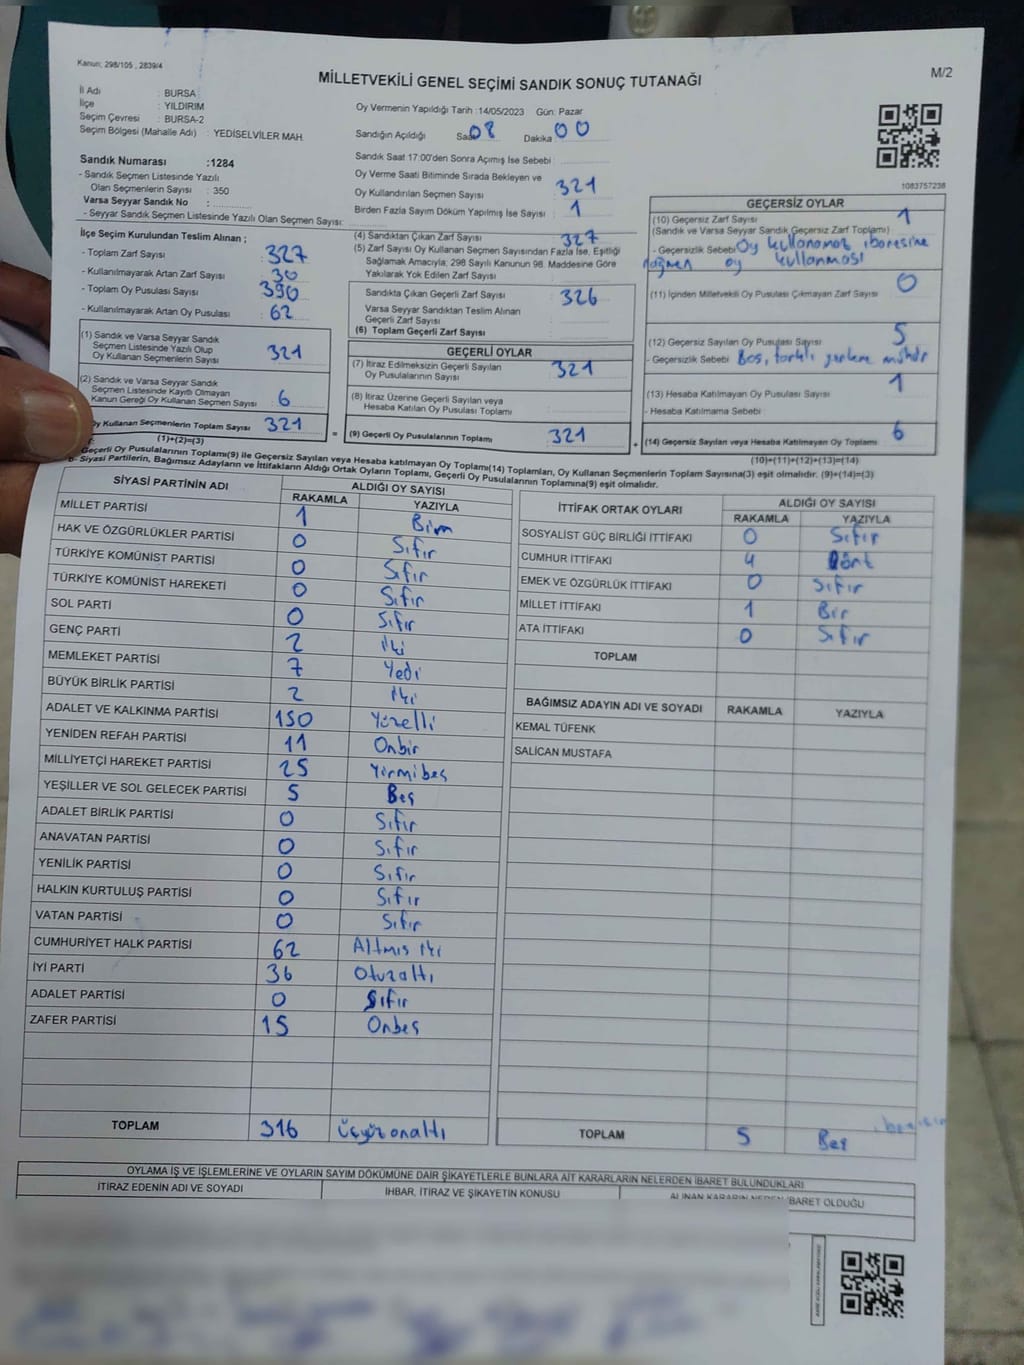 Kanun: 298/105 , 2839/4
MİLLETVEKİLİ GENEL SEÇİMİ SANDIK SONUÇ TUTANAĞI
M/2
İl Adı : BURSA
İlçe : YILDIRIM
Seçim Çevresi : BURSA-2
Seçim Bölgesi (Mahalle Adı) : YEDİSELVİLER MAH.
Oy Vermenin Yapıldığı Tarih :14/05/2023 Gün: Pazar
Sandığın Açıldığı Saat 08 Dakika 00
Sandık Saat 17:00'den Sonra Açımış İse Sebebi :
Oy Verme Saati Bitiminde Sırada Bekleyen ve
Oy Kullandırılan Seçmen Sayısı 321
Birden Fazla Sayım Döküm Yapılmış İse Sayısı 1
1083757238
Sandık Numarası :1284
- Sandık Seçmen Listesinde Yazılı
Olan Seçmenlerin Sayısı : 350
Varsa Seyyar Sandık No :
- Seyyar Sandık Seçmen Listesinde Yazılı Olan Seçmen Sayısı:
İlçe Seçim Kurulundan Teslim Alınan ;
- Toplam Zarf Sayısı : 327
- Kullanılmayarak Artan Zarf Sayısı : 30
- Toplam Oy Pusulası Sayısı : 390
- Kullanılmayarak Artan Oy Pusulası : 62
(1) Sandık ve Varsa Seyyar Sandık
Seçmen Listesinde Yazılı Olup
Oy Kullanan Seçmenlerin Sayısı : 321
(2) Sandık ve Varsa Seyyar Sandık
Seçmen Listesinde Kayıtlı Olmayan
Kanun Gereği Oy Kullanan Seçmen Sayısı : 6
Oy Kullanan Seçmenlerin Toplam Sayısı : 321
(1)+(2)=(3)
(4) Sandıktan Çıkan Zarf Sayısı : 327
(5) Zarf Sayısı Oy Kullanan Seçmen Sayısından Fazla İse, Eşitliği
Sağlamak Amacıyla; 298 Sayılı Kanunun 98. Maddesine Göre
Yakılarak Yok Edilen Zarf Sayısı :
Sandıkta Çıkan Geçerli Zarf Sayısı : 326
Varsa Seyyar Sandıktan Teslim Alınan
Geçerli Zarf Sayısı :
(6) Toplam Geçerli Zarf Sayısı :
GEÇERLİ OYLAR
(7) İtiraz Edilmeksizin Geçerli Sayılan
Oy Pusulalarının Sayısı : 321
(8) İtiraz Üzerine Geçerli Sayılan veya
Hesaba Katılan Oy Pusulası Toplamı :
= (9) Geçerli Oy Pusulalarının Toplamı : 321 +
GEÇERSİZ OYLAR
(10) Geçersiz Zarf Sayısı : 1
(Sandık ve Varsa Seyyar Sandık Geçersiz Zarf Toplamı)
- Geçersizlik Sebebi : Oy kullanamaz ibaresine
rağmen oy kullanması
(11) İçinden Milletvekili Oy Pusulası Çıkmayan Zarf Sayısı : 0
(12) Geçersiz Sayılan Oy Pusulası Sayısı : 5
- Geçersizlik Sebebi : Boş, farklı
(13) Hesaba Katılmayan Oy Pusulası Sayısı : 1
- Hesaba Katılmama Sebebi :
(14) Geçersiz Sayılan veya Hesaba Katılmayan Oy Toplamı : 6
(10)+(11)+(12)+(13)=(14)
Geçerli Oy Pusulalarının Toplamı(9) ile Geçersiz Sayılan veya Hesaba katılmayan Oy Toplamı(14) Toplamları, Oy Kullanan Seçmenlerin Toplam Sayısına(3) eşit olmalıdır. (9)+(14)=(3)
b- Siyasi Partilerin, Bağımsız Adayların ve İttifakların Aldığı Ortak Oyların Toplamı, Geçerli Oy Pusulalarının Toplamına(9) eşit olmalıdır.
SİYASİ PARTİNİN ADI ALDIĞI OY SAYISI
RAKAMLA YAZIYLA
MİLLET PARTİSİ 1 Bir
HAK VE ÖZGÜRLÜKLER PARTİSİ 0 Sıfır
TÜRKİYE KOMÜNİST PARTİSİ 0 Sıfır
TÜRKİYE KOMÜNİST HAREKETİ 0 Sıfır
SOL PARTİ 0 Sıfır
GENÇ PARTİ 2 iki
MEMLEKET PARTİSİ 7 Yedi
BÜYÜK BİRLİK PARTİSİ 2 iki
ADALET VE KALKINMA PARTİSİ 150 Yüzelli
YENİDEN REFAH PARTİSİ 11 Onbir
MİLLİYETÇİ HAREKET PARTİSİ 25 Yirmibeş
YEŞİLLER VE SOL GELECEK PARTİSİ 5 Beş
ADALET BİRLİK PARTİSİ 0 Sıfır
ANAVATAN PARTİSİ 0 Sıfır
YENİLİK PARTİSİ 0 Sıfır
HALKIN KURTULUŞ PARTİSİ 0 Sıfır
VATAN PARTİSİ 0 Sıfır
CUMHURİYET HALK PARTİSİ 62 Altmış iki
İYİ PARTİ 36 Otuzaltı
ADALET PARTİSİ 0 Sıfır
ZAFER PARTİSİ 15 Onbeş
TOPLAM 316 üçyüzonaltı
İTTİFAK ORTAK OYLARI ALDIĞI OY SAYISI
RAKAMLA YAZIYLA
SOSYALİST GÜÇ BİRLİĞİ İTTİFAKI 0 Sıfır
CUMHUR İTTİFAKI 4 Dört
EMEK VE ÖZGÜRLÜK İTTİFAKI 0 Sıfır
MİLLET İTTİFAKI 1 Bir
ATA İTTİFAKI 0 Sıfır
TOPLAM
BAĞIMSIZ ADAYIN ADI VE SOYADI RAKAMLA YAZIYLA
KEMAL TÜFENK
SALİCAN MUSTAFA
TOPLAM 5 Beş
OYLAMA İŞ VE İŞLEMLERİNE VE OYLARIN SAYIM DÖKÜMÜNE DAİR ŞİKAYETLERLE BUNLARA AİT KARARLARIN NELERDEN İBARET BULUNDUKLARI
İTİRAZ EDENİN ADI VE SOYADI İHBAR, İTİRAZ VE ŞİKAYETİN KONUSU ALINAN KARARIN NEDEN İBARET OLDUĞU